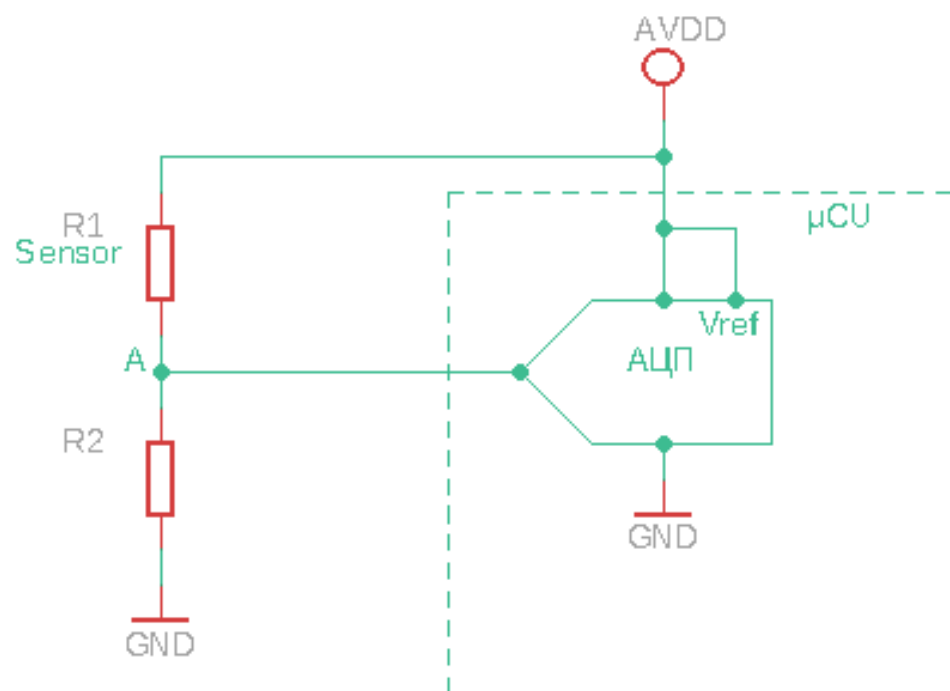 AVDD
R1
Sensor
µCU
Vref
A
АЦП
R2
GND
GND